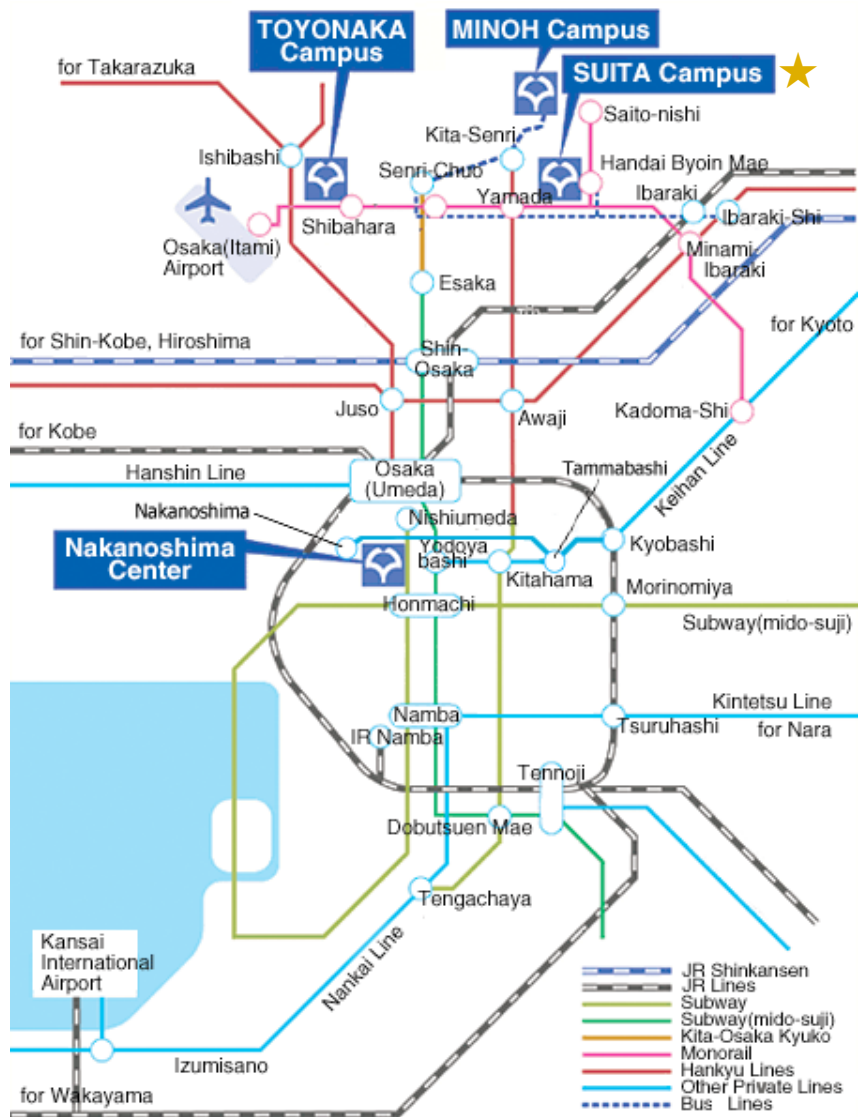 TOYONAKA
Campus
MINOH Campus
SUITA Campus
for Takarazuka
Saito-nishi
Kita-Senri
Ishibashi
Senri-Chuo
Handai Byoin Mae
Yamada
Ibaraki
Shibahara
Ibaraki-Shi
Osaka(Itami)
Airport
Minami-
Ibaraki
Esaka
for Kyoto
for Shin-Kobe, Hiroshima
Shin-
Osaka
Juso
Awaji
Kadoma-Shi
for Kobe
Hanshin Line
Osaka
(Umeda)
Tammabashi
Keihan Line
Nakanoshima
Nishiumeda
Nakanoshima
Center
Yodoya
bashi
Kitahama
Kyobashi
Honmachi
Morinomiya
Subway(mido-suji)
Namba
Kintetsu Line
for Nara
Tsuruhashi
JR Namba
Tennoji
Dobutsuen Mae
Tengachaya
Kansai
International
Airport
Nankai Line
Izumisano
for Wakayama
JR Shinkansen
JR Lines
Subway
Subway(mido-suji)
Kita-Osaka Kyuko
Monorail
Hankyu Lines
Other Private Lines
Bus Lines